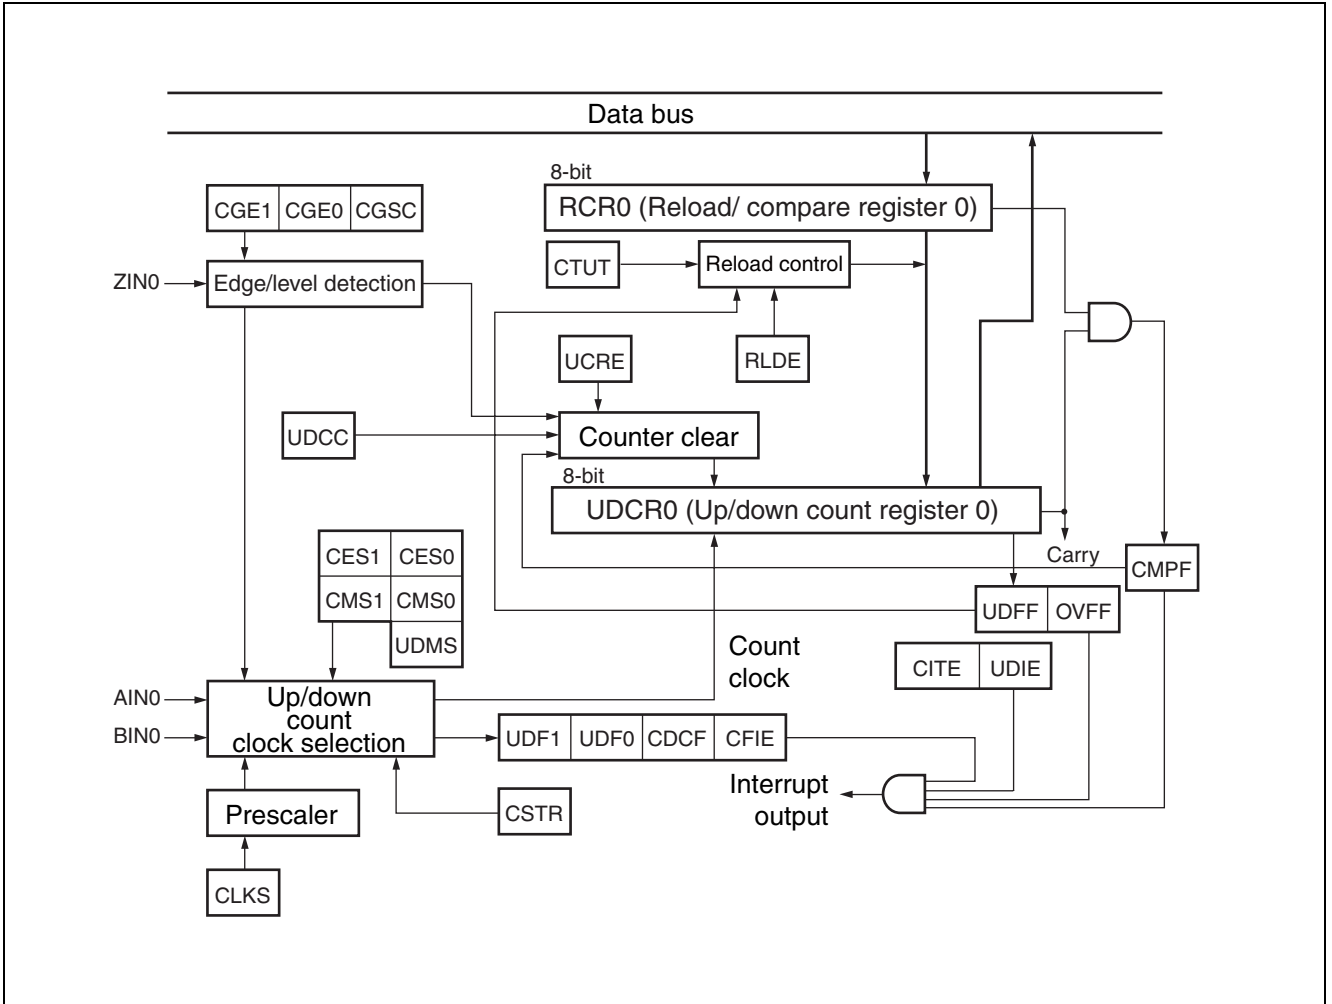 Data bus
8-bit
CGE1 CGE0 CGSC
RCR0 (Reload/ compare register 0)
CTUT
Reload control
ZIN0
Edge/level detection
UCRE
RLDE
UDCC
Counter clear
8-bit
UDCR0 (Up/down count register 0)
CES1 CES0
Carry
CMPF
CMS1 CMS0
UDFF OVFF
UDMS
Count
clock
CITE UDIE
AIN0
BIN0
Up/down
count
clock selection
UDF1 UDF0 CDCF CFIE
Interrupt
output
Prescaler
CSTR
CLKS